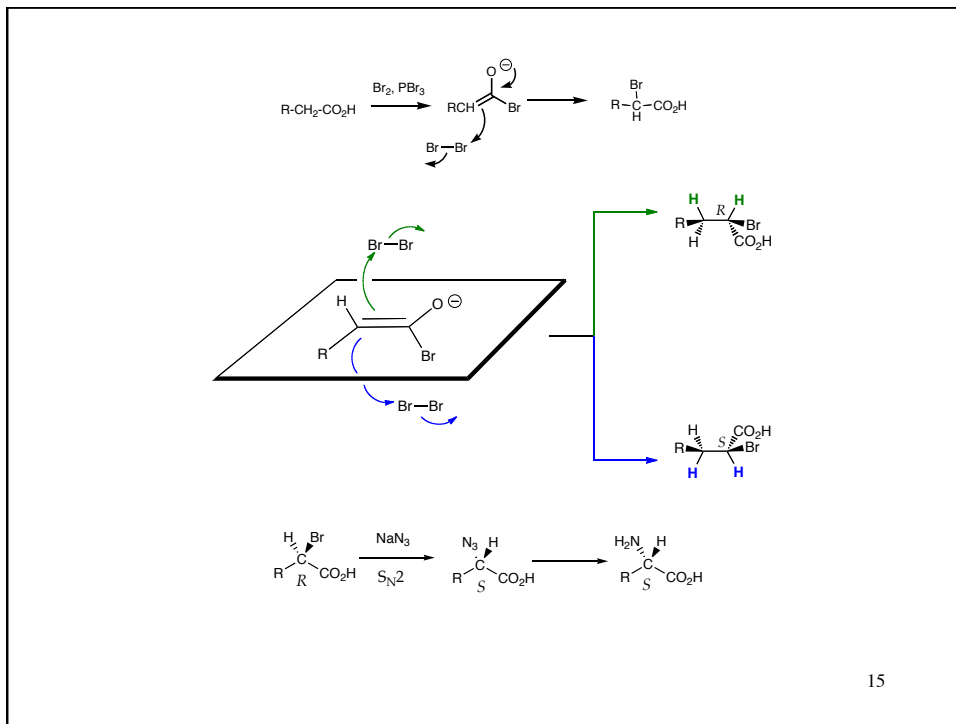 Br₂, PBr₃
R-CH₂-CO₂H
O ⊖
RCH
Br
Br
R-C-CO₂H
H
Br-Br
Br-Br
H
O ⊖
R
Br
Br-Br
H H
R
R Br
H CO₂H
H CO₂H
R S Br
H H
H Br
C
R CO₂H
R
NaN₃
S_N2
N₃ H
C
R CO₂H
S
H₂N H
C
R CO₂H
S
15